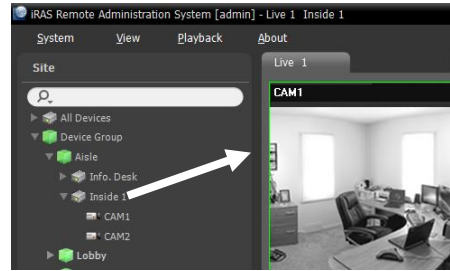 iRAS Remote Administration System [admin] - Live 1  Inside 1
System View Playback About
Site
Live 1
CAM1
All Devices
Device Group
Aisle
Info. Desk
Inside 1
CAM1
CAM2
Lobby